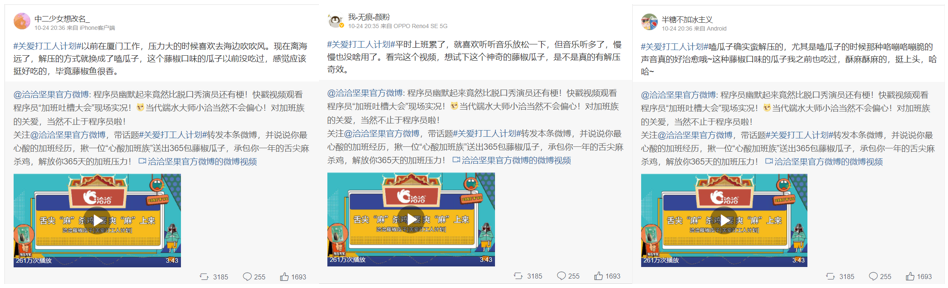 中二少女想改名_
10-24 20:36 来自 iPhone客户端
#关爱打工人计划#以前在厦门工作，压力大的时候喜欢去海边吹吹风。现在离海
远了，解压的方式就换成了嗑瓜子，这个藤椒口味的瓜子以前没吃过，感觉应该
挺好吃的，毕竟藤椒鱼很香。
@洽洽坚果官方微博: 程序员幽默起来竟然比脱口秀演员还有梗！快戳视频观看
程序员“加班吐槽大会”现场实况！当代端水大师小洽当然不会偏心！对加班族
的关爱，当然不止于程序员啦！
关注@洽洽坚果官方微博，带话题#关爱打工人计划#转发本条微博，并说说你最
心酸的加班经历，揪一位“心酸加班族”送出365包藤椒瓜子，承包你一年的舌尖麻
杀鸡，解放你365天的加班压力！ 洽洽坚果官方微博的微博视频
洽洽
舌尖“麻”
“麻”上来
261万次播放
3:43
3185 255 1693
我-无痕-颜粉
10-24 20:35 来自 OPPO Reno4 SE 5G
#关爱打工人计划#平时上班累了，就喜欢听听音乐放松一下，但音乐听多了，慢
慢也没啥用了。看完这个视频，想试下这个神奇的藤椒瓜子，是不是真的有解压
奇效。
@洽洽坚果官方微博: 程序员幽默起来竟然比脱口秀演员还有梗！快戳视频观看
程序员“加班吐槽大会”现场实况！当代端水大师小洽当然不会偏心！对加班族
的关爱，当然不止于程序员啦！
关注@洽洽坚果官方微博，带话题#关爱打工人计划#转发本条微博，并说说你最
心酸的加班经历，揪一位“心酸加班族”送出365包藤椒瓜子，承包你一年的舌尖麻
杀鸡，解放你365天的加班压力！ 洽洽坚果官方微博的微博视频
洽洽
舌尖“麻”
“麻”上来
261万次播放
3:43
3185 255 1693
半糖不加冰主义
10-24 20:36 来自 Android
#关爱打工人计划#嗑瓜子确实蛮解压的，尤其是嗑瓜子的时候那种咯嘣咯嘣脆的
声音真的好治愈哦~这种藤椒口味的瓜子我之前也吃过，酥麻酥麻的，挺上头，哈
哈~
@洽洽坚果官方微博: 程序员幽默起来竟然比脱口秀演员还有梗！快戳视频观看
程序员“加班吐槽大会”现场实况！当代端水大师小洽当然不会偏心！对加班族
的关爱，当然不止于程序员啦！
关注@洽洽坚果官方微博，带话题#关爱打工人计划#转发本条微博，并说说你最
心酸的加班经历，揪一位“心酸加班族”送出365包藤椒瓜子，承包你一年的舌尖麻
杀鸡，解放你365天的加班压力！ 洽洽坚果官方微博的微博视频
洽洽
舌尖“麻”
“麻”上来
261万次播放
3:43
3185 255 1693